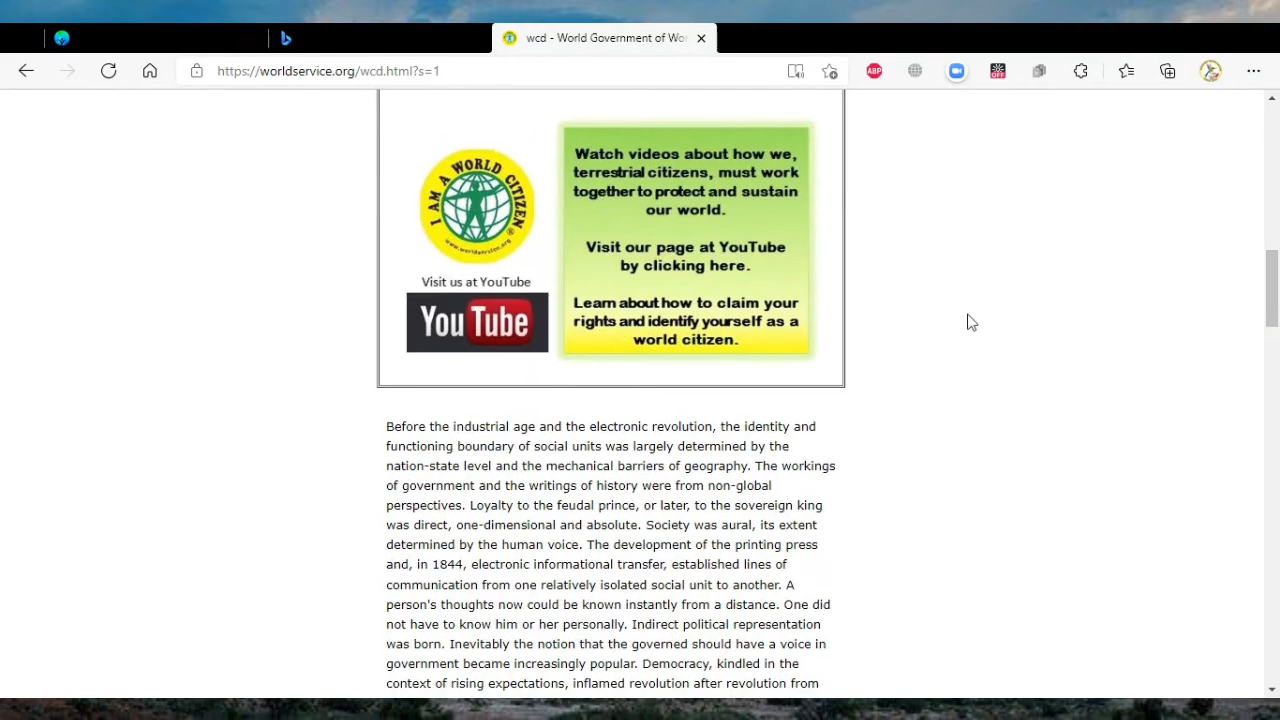 wcd - World Government of Wor
https://worldservice.org/wcd.html?s=1
ABP
OFF
I AM A WORLD CITIZEN
Visit us at YouTube
YouTube
Watch videos about how we,
terrestrial citizens, must work
together to protect and sustain
our world.
Visit our page at YouTube
by clicking here.
Learn about how to claim your
rights and identify yourself as a
world citizen.
Before the industrial age and the electronic revolution, the identity and
functioning boundary of social units was largely determined by the
nation-state level and the mechanical barriers of geography. The workings
of government and the writings of history were from non-global
perspectives. Loyalty to the feudal prince, or later, to the sovereign king
was direct, one-dimensional and absolute. Society was aural, its extent
determined by the human voice. The development of the printing press
and, in 1844, electronic informational transfer, established lines of
communication from one relatively isolated social unit to another. A
person's thoughts now could be known instantly from a distance. One did
not have to know him or her personally. Indirect political representation
was born. Inevitably the notion that the governed should have a voice in
government became increasingly popular. Democracy, kindled in the
context of rising expectations, inflamed revolution after revolution from